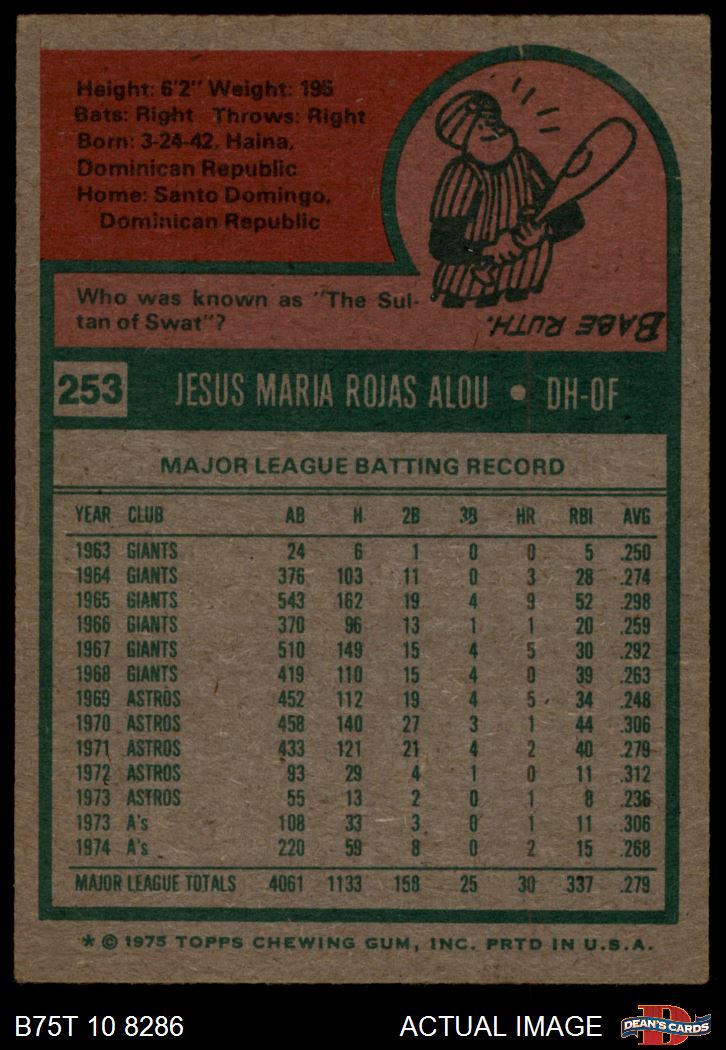 Height: 6'2" Weight: 195
Bats: Right Throws: Right
Born: 3-24-42, Haina,
Dominican Republic
Home: Santo Domingo,
Dominican Republic
Who was known as "The Sul-
tan of Swat"?
BABE RUTH.
253 JESUS MARIA ROJAS ALOU • DH-OF
MAJOR LEAGUE BATTING RECORD
YEAR CLUB AB H 2B 3B HR RBI AVG
1963 GIANTS 24 6 1 0 0 5 .250
1964 GIANTS 376 103 11 0 3 28 .274
1965 GIANTS 543 162 19 4 9 52 .298
1966 GIANTS 370 96 13 1 1 20 .259
1967 GIANTS 510 149 15 4 5 30 .292
1968 GIANTS 419 110 15 4 0 39 .263
1969 ASTROS 452 112 19 4 5 34 .248
1970 ASTROS 458 140 27 3 1 44 .306
1971 ASTROS 433 121 21 4 2 40 .279
1972 ASTROS 93 29 4 1 0 11 .312
1973 ASTROS 55 13 2 0 1 8 .236
1973 A's 108 33 3 0 1 11 .306
1974 A's 220 59 8 0 2 15 .268
MAJOR LEAGUE TOTALS 4061 1133 158 25 30 337 .279
* © 1975 TOPPS CHEWING GUM, INC. PRTD IN U.S.A.
B75T 10 8286 ACTUAL IMAGE D DEAN'S CARDS